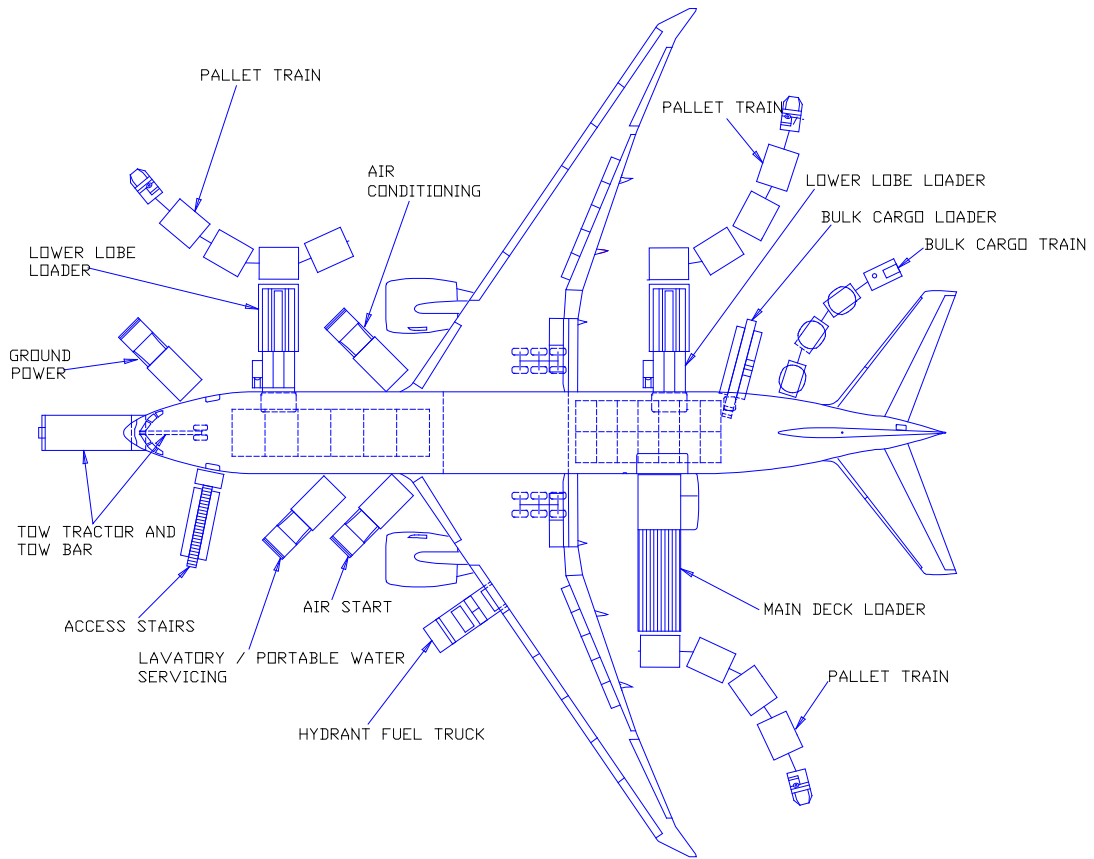 PALLET TRAIN
PALLET TRAIN
AIR
CONDITIONING
LOWER LOBE LOADER
BULK CARGO LOADER
BULK CARGO TRAIN
LOWER LOBE
LOADER
GROUND
POWER
TOW TRACTOR AND
TOW BAR
ACCESS STAIRS
AIR START
MAIN DECK LOADER
LAVATORY / PORTABLE WATER
SERVICING
PALLET TRAIN
HYDRANT FUEL TRUCK